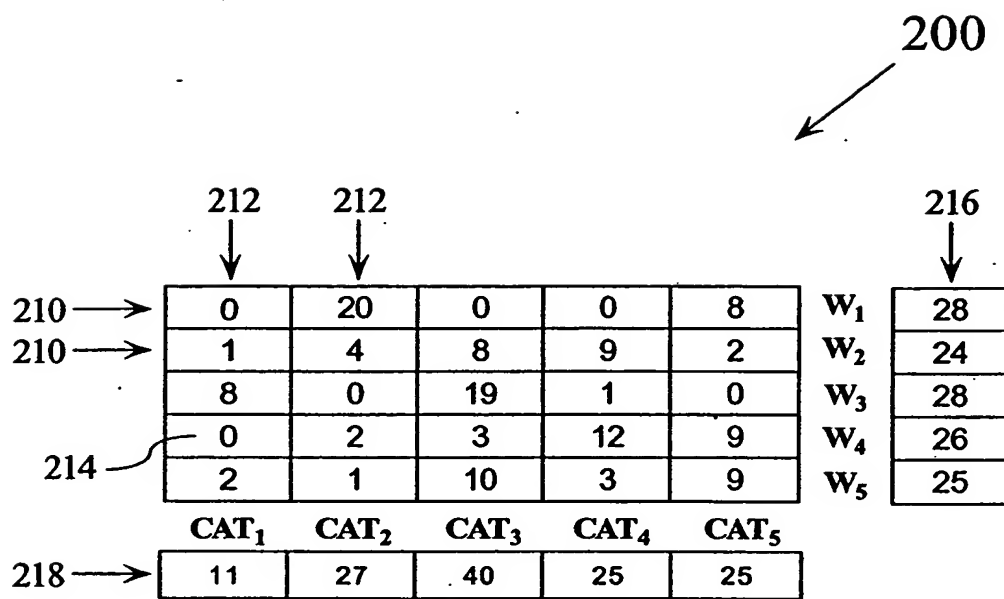 200
212 212 216
210 0 20 0 0 8 W₁ 28
210 1 4 8 9 2 W₂ 24
8 0 19 1 0 W₃ 28
0 2 3 12 9 W₄ 26
214
2 1 10 3 9 W₅ 25
CAT₁ CAT₂ CAT₃ CAT₄ CAT₅
218 11 27 40 25 25